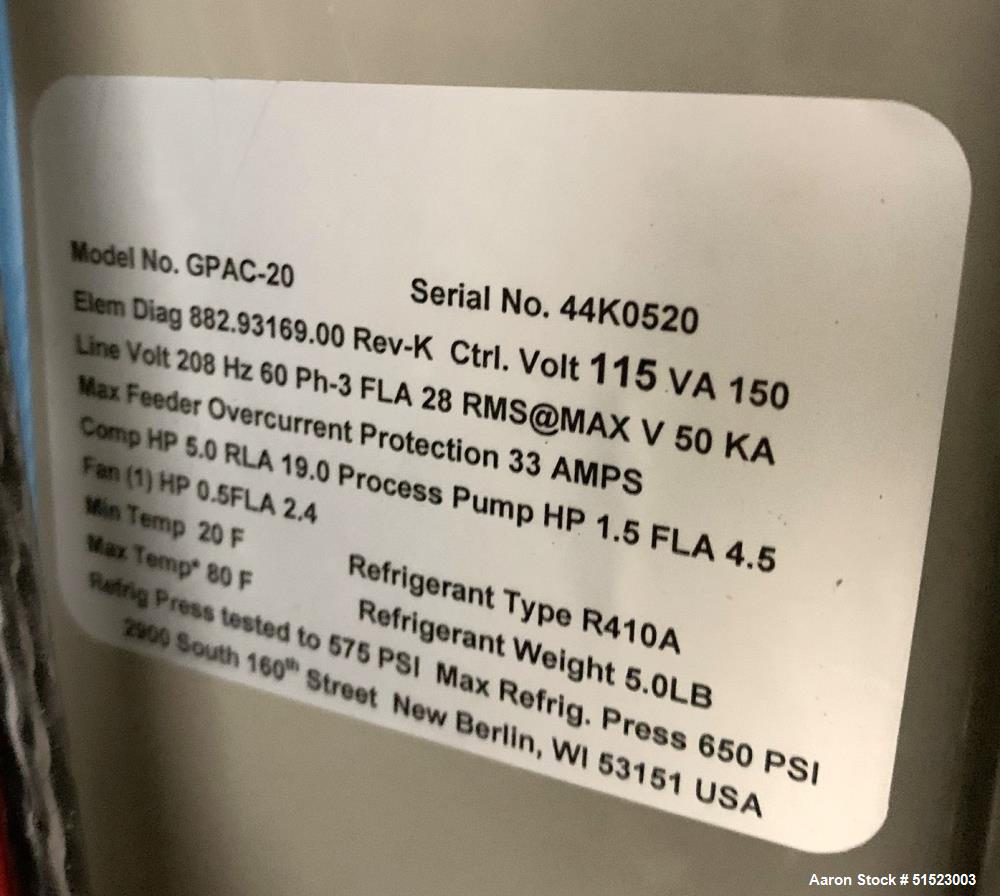 Model No. GPAC-20 Serial No. 44K0520
Elem Diag 882.93169.00 Rev-K Ctrl. Volt 115 VA 150
Line Volt 208 Hz 60 Ph-3 FLA 28 RMS@MAX V 50 KA
Max Feeder Overcurrent Protection 33 AMPS
Comp HP 5.0 RLA 19.0 Process Pump HP 1.5 FLA 4.5
Fan (1) HP 0.5FLA 2.4
Min Temp 20 F Refrigerant Type R410A
Max Temp* 80 F Refrigerant Weight 5.0LB
Refrig Press tested to 575 PSI Max Refrig. Press 650 PSI
2900 South 160th Street New Berlin, WI 53151 USA
Aaron Stock # 51523003